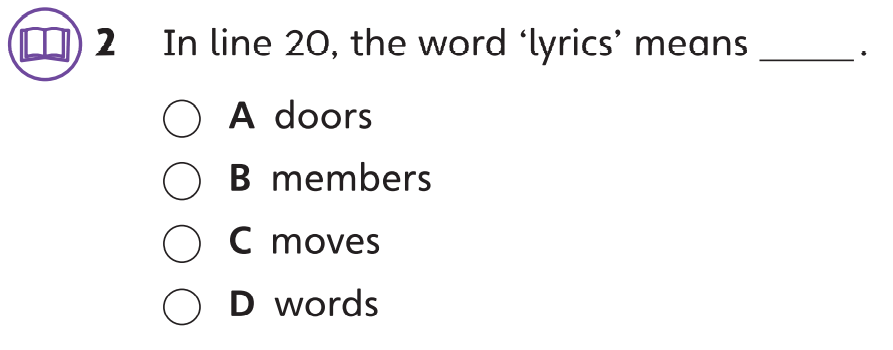 2 In line 20, the word ‘lyrics’ means _____.
A doors
B members
C moves
D words